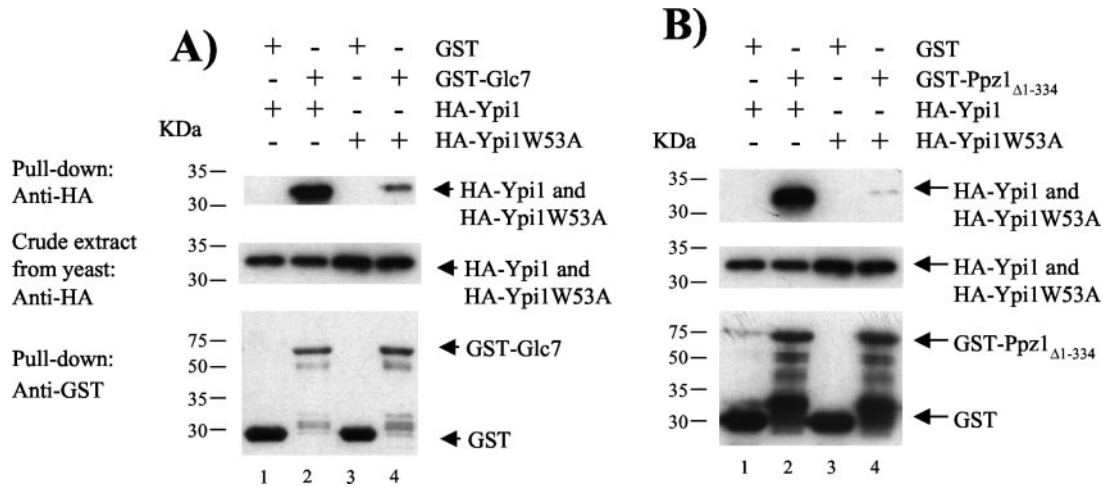 A)
+ - + - GST
- + - + GST-Glc7
+ + - - HA-Ypi1
KDa - - + + HA-Ypi1W53A
Pull-down:
Anti-HA
35
30
HA-Ypi1 and
HA-Ypi1W53A
Crude extract
from yeast:
Anti-HA
35
30
HA-Ypi1 and
HA-Ypi1W53A
Pull-down:
Anti-GST
75
50
35
30
GST-Glc7
GST
1 2 3 4
B)
+ - + - GST
- + - + GST-Ppz1Δ1-334
+ + - - HA-Ypi1
KDa - - + + HA-Ypi1W53A
35
30
HA-Ypi1 and
HA-Ypi1W53A
35
30
HA-Ypi1 and
HA-Ypi1W53A
75
50
35
30
GST-Ppz1Δ1-334
GST
1 2 3 4